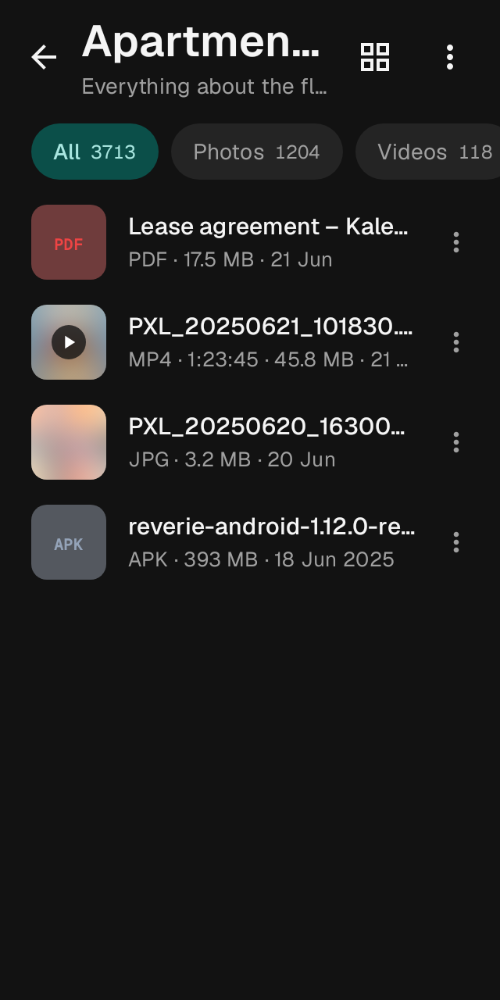 Apartmen...
Everything about the fl...
All 3713
Photos 1204
Videos 118
PDF
Lease agreement – Kale...
PDF · 17.5 MB · 21 Jun
PXL_20250621_101830....
MP4 · 1:23:45 · 45.8 MB · 21 ...
PXL_20250620_16300...
JPG · 3.2 MB · 20 Jun
APK
reverie-android-1.12.0-re...
APK · 393 MB · 18 Jun 2025